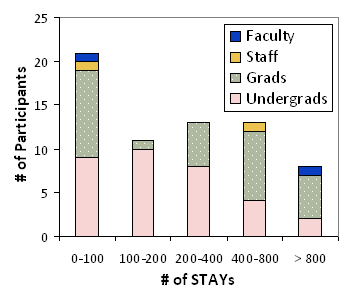 25
20
15
10
5
0
# of Participants
Faculty
Staff
Grads
Undergrads
0-100 100-200 200-400 400-800 > 800
# of STAYs